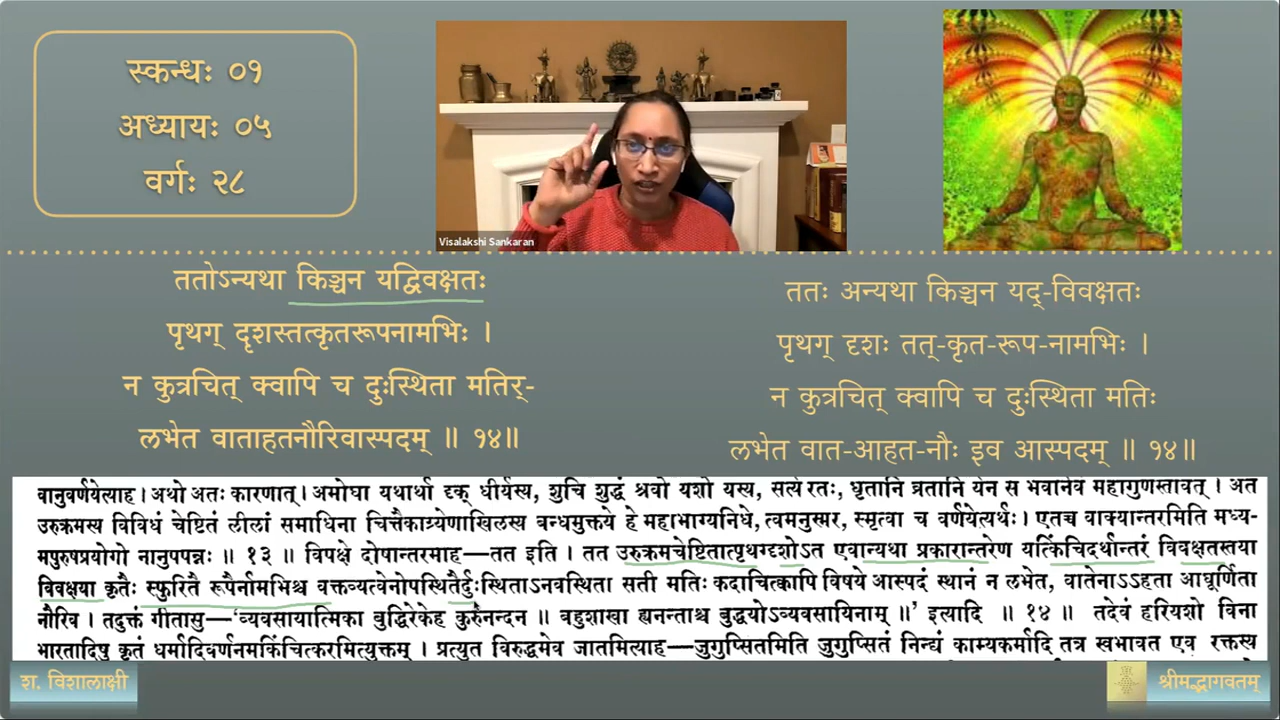 स्कन्धः ०१
अध्यायः ०५
वर्गः २८
Visalakshi Sankaran
ततोऽन्यथा किञ्चन यद्विवक्षतः
पृथग् दृशस्तत्कृतरूपनामभिः ।
न कुत्रचित् क्वापि च दुःस्थिता मतिर्-
लभेत वाताहतनौरिवास्पदम् ॥ १४॥
ततः अन्यथा किञ्चन यद्-विवक्षतः
पृथग् दृशः तत्-कृत-रूप-नामभिः ।
न कुत्रचित् क्वापि च दुःस्थिता मतिः
लभेत वात-आहत-नौः इव आस्पदम् ॥ १४॥
वानुवर्णयेत्याह । अथो अतः कारणात् । अमोघा यथार्था दृक् धीर्यस्य, शुचि शुद्धं श्रवो यशो यस्य, सत्ये रतः, धृतानि व्रतानि येन स भवानेवं महागुणस्तावत् । अत
उरुक्रमस्य विविधं चेष्टितं लीलां समाधिना चित्तैकाग्र्येणाखिलस्य बन्धमुक्तये हे महाभाग्यनिधे, त्वमनुस्मर, स्मृत्वा च वर्णयेत्यर्थः । एतच्च वाक्यान्तरमिति मध्य-
मपुरुषप्रयोगो नानुपपन्नः ॥ १३ ॥ विपक्षे दोषान्तरमाह—तत इति । तत उरुक्रमचेष्टितात्पृथग्दृशोऽत एवान्यथा प्रकारान्तरेण यत्किंचिदर्थान्तरं विवक्षतस्तया
विवक्षया कृतैः स्फुरितै रूपैर्नामभिश्च वक्तव्यत्वेनोपस्थितैर्दुःस्थिताऽनवस्थिता सती मतिः कदाचित्क्वापि विषये आस्पदं स्थानं न लभेत, वातेनाऽऽहता आघूर्णिता
नौरिव । तदुक्तं गीतासु—'व्यवसायात्मिका बुद्धिरेकेह कुरुनन्दन ॥ बहुशाखा ह्यनन्ताश्च बुद्धयोऽव्यवसायिनाम् ॥' इत्यादि ॥ १४ ॥ तदेवं हरियशो विना
भारतादिषु कृतं धर्मादिवर्णनमकिंचित्करमित्युक्तम् । प्रत्युत विरुद्धमेव जातमित्याह—जुगुप्सितमिति जुगुप्सितं निन्द्यं काम्यकर्मादि तत्र स्वभावत एव रक्तस्य
श. विशालाक्षी
श्रीमद्भागवतम्